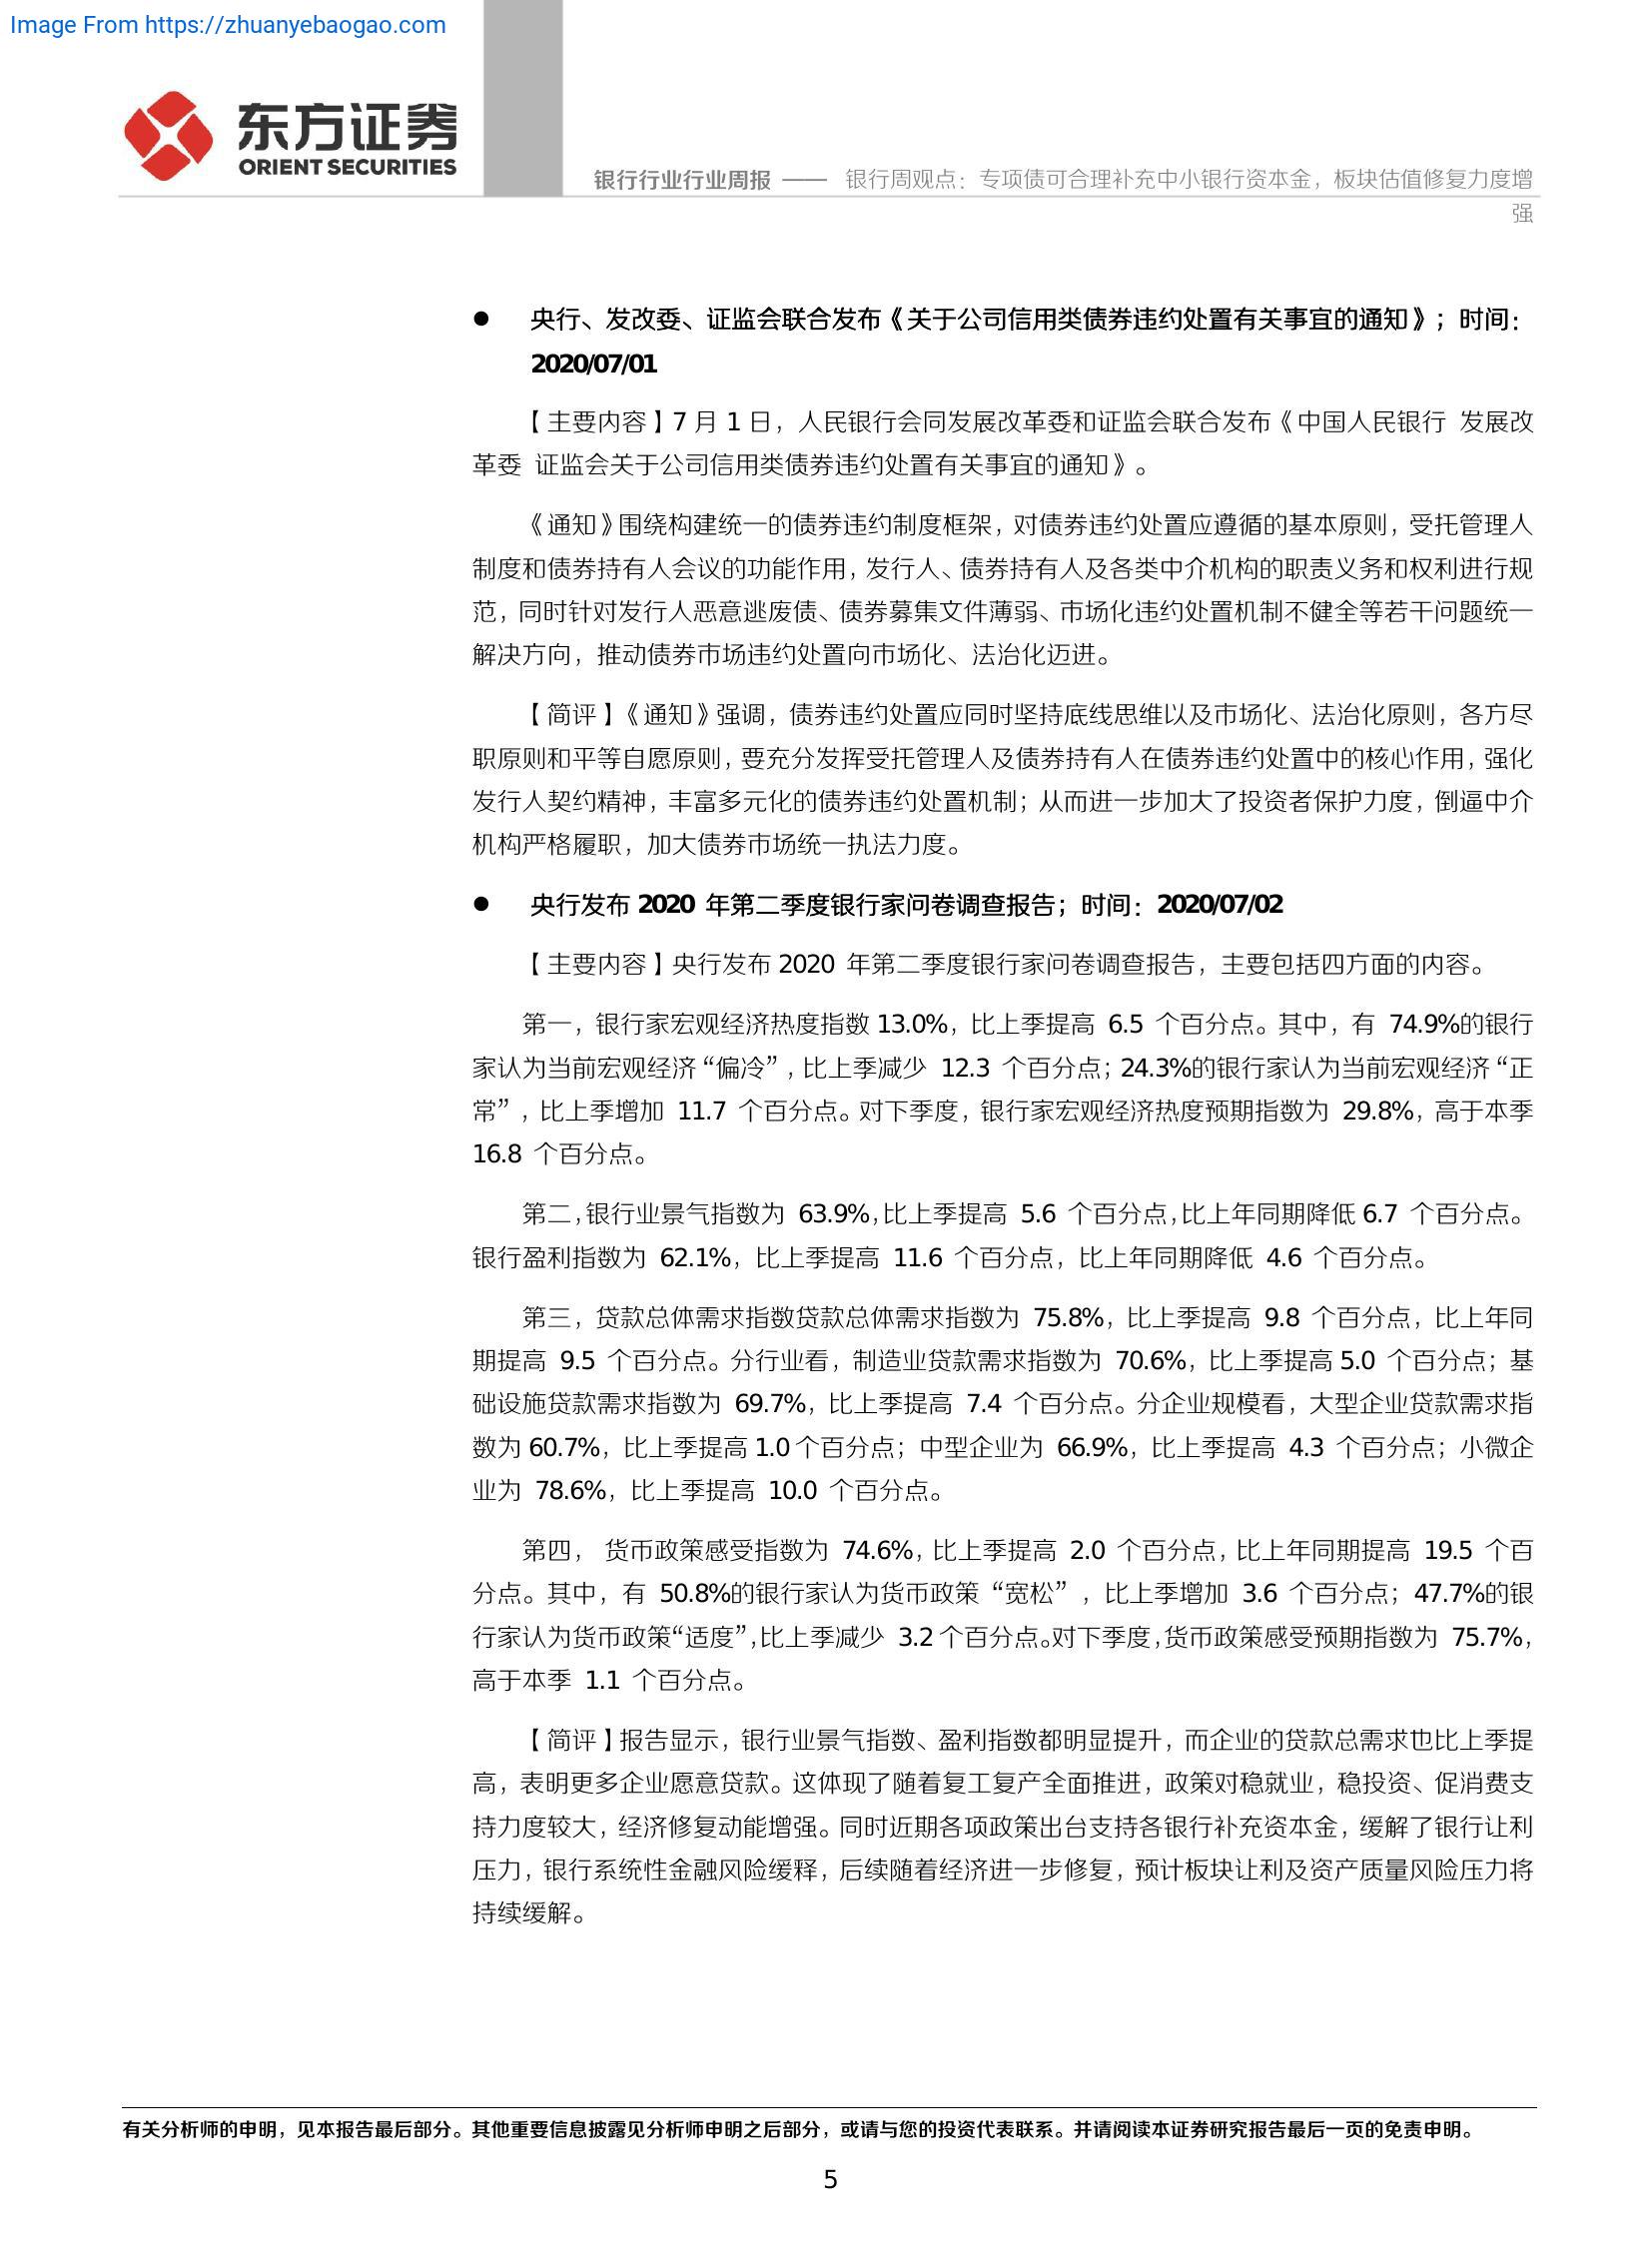 Image From https://zhuanyebaogao.com
东方证券
ORIENT SECURITIES
银行行业行业周报 —— 银行周观点：专项债可合理补充中小银行资本金，板块估值修复力度增
强
● 央行、发改委、证监会联合发布《关于公司信用类债券违约处置有关事宜的通知》；时间：
2020/07/01
【主要内容】7 月 1 日，人民银行会同发展改革委和证监会联合发布《中国人民银行 发展改
革委 证监会关于公司信用类债券违约处置有关事宜的通知》。
《通知》围绕构建统一的债券违约制度框架，对债券违约处置应遵循的基本原则，受托管理人
制度和债券持有人会议的功能作用，发行人、债券持有人及各类中介机构的职责义务和权利进行规
范，同时针对发行人恶意逃废债、债券募集文件薄弱、市场化违约处置机制不健全等若干问题统一
解决方向，推动债券市场违约处置向市场化、法治化迈进。
【简评】《通知》强调，债券违约处置应同时坚持底线思维以及市场化、法治化原则，各方尽
职原则和平等自愿原则，要充分发挥受托管理人及债券持有人在债券违约处置中的核心作用，强化
发行人契约精神，丰富多元化的债券违约处置机制；从而进一步加大了投资者保护力度，倒逼中介
机构严格履职，加大债券市场统一执法力度。
● 央行发布 2020 年第二季度银行家问卷调查报告；时间：2020/07/02
【主要内容】央行发布 2020 年第二季度银行家问卷调查报告，主要包括四方面的内容。
第一，银行家宏观经济热度指数 13.0%，比上季提高 6.5 个百分点。其中，有 74.9%的银行
家认为当前宏观经济“偏冷”，比上季减少 12.3 个百分点；24.3%的银行家认为当前宏观经济“正
常”，比上季增加 11.7 个百分点。对下季度，银行家宏观经济热度预期指数为 29.8%，高于本季
16.8 个百分点。
第二，银行业景气指数为 63.9%，比上季提高 5.6 个百分点，比上年同期降低 6.7 个百分点。
银行盈利指数为 62.1%，比上季提高 11.6 个百分点，比上年同期降低 4.6 个百分点。
第三，贷款总体需求指数贷款总体需求指数为 75.8%，比上季提高 9.8 个百分点，比上年同
期提高 9.5 个百分点。分行业看，制造业贷款需求指数为 70.6%，比上季提高 5.0 个百分点；基
础设施贷款需求指数为 69.7%，比上季提高 7.4 个百分点。分企业规模看，大型企业贷款需求指
数为 60.7%，比上季提高 1.0 个百分点；中型企业为 66.9%，比上季提高 4.3 个百分点；小微企
业为 78.6%，比上季提高 10.0 个百分点。
第四， 货币政策感受指数为 74.6%，比上季提高 2.0 个百分点，比上年同期提高 19.5 个百
分点。其中，有 50.8%的银行家认为货币政策“宽松”，比上季增加 3.6 个百分点；47.7%的银
行家认为货币政策“适度”，比上季减少 3.2 个百分点。对下季度，货币政策感受预期指数为 75.7%，
高于本季 1.1 个百分点。
【简评】报告显示，银行业景气指数、盈利指数都明显提升，而企业的贷款总需求也比上季提
高，表明更多企业愿意贷款。这体现了随着复工复产全面推进，政策对稳就业，稳投资、促消费支
持力度较大，经济修复动能增强。同时近期各项政策出台支持各银行补充资本金，缓解了银行让利
压力，银行系统性金融风险缓释，后续随着经济进一步修复，预计板块让利及资产质量风险压力将
持续缓解。
有关分析师的申明，见本报告最后部分。其他重要信息披露见分析师申明之后部分，或请与您的投资代表联系。并请阅读本证券研究报告最后一页的免责申明。
5